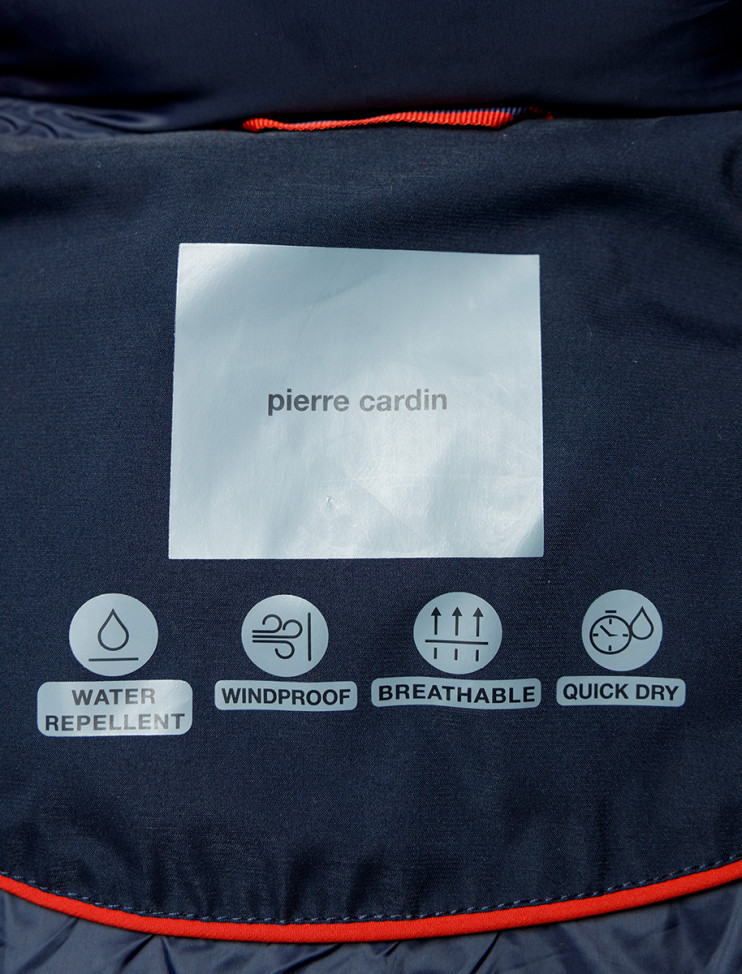 pierre cardin
WATER
REPELLENT
WINDPROOF
BREATHABLE
QUICK DRY